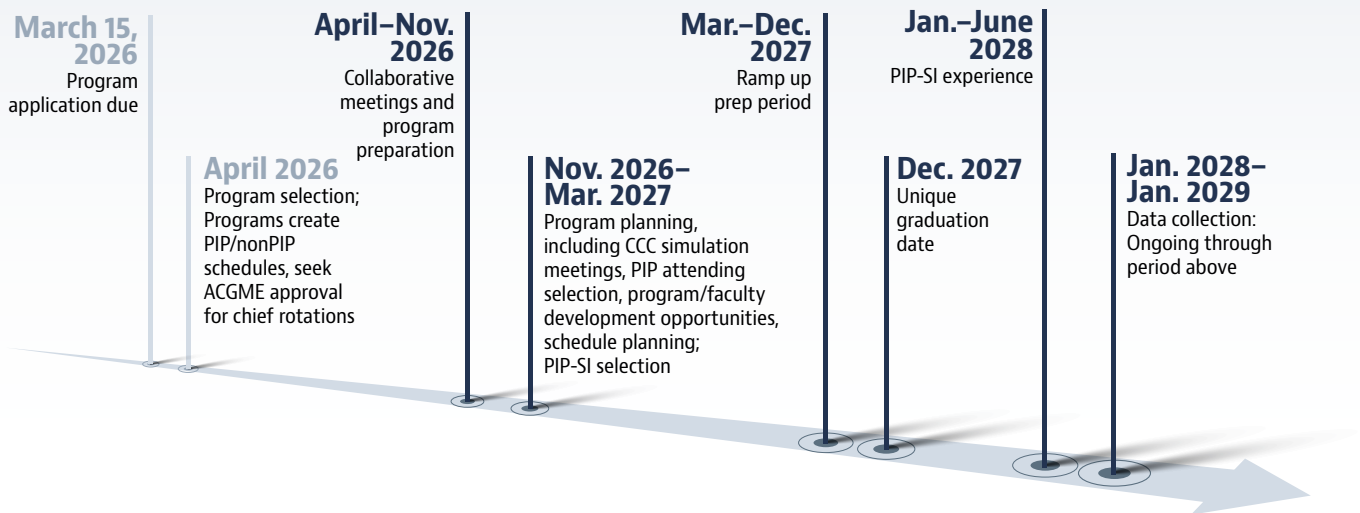 March 15,
2026
Program
application due
April 2026
Program selection;
Programs create
PIP/nonPIP
schedules, seek
ACGME approval
for chief rotations
April–Nov.
2026
Collaborative
meetings and
program
preparation
Nov. 2026–
Mar. 2027
Program planning,
including CCC simulation
meetings, PIP attending
selection, program/faculty
development opportunities,
schedule planning;
PIP-SI selection
Mar.–Dec.
2027
Ramp up
prep period
Dec. 2027
Unique
graduation
date
Jan.–June
2028
PIP-SI experience
Jan. 2028–
Jan. 2029
Data collection:
Ongoing through
period above